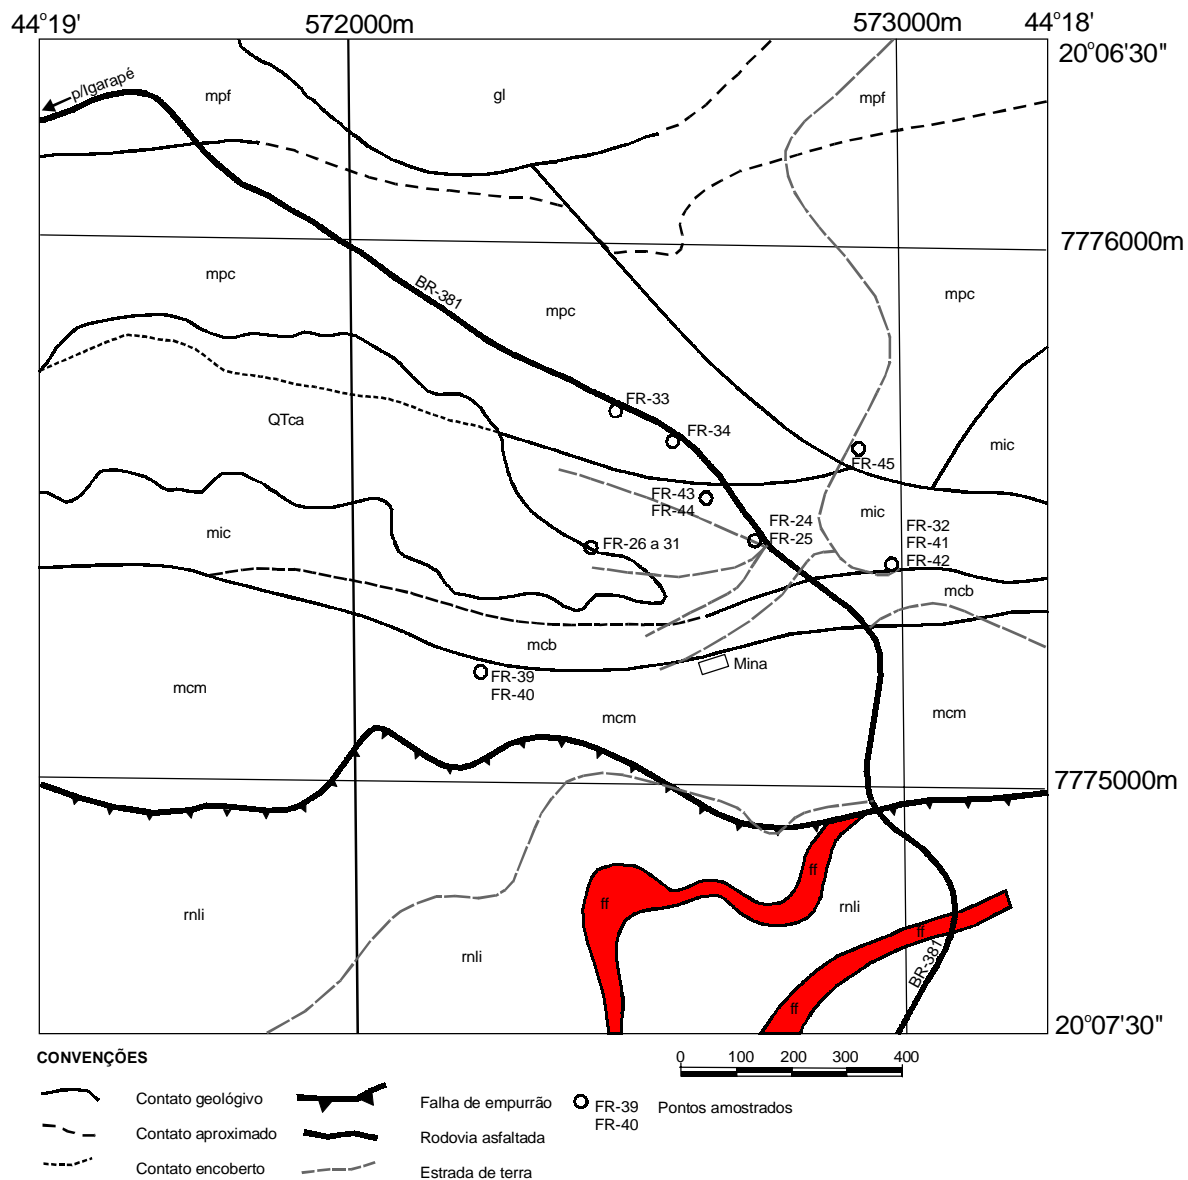 44°19'
572000m
573000m
44°18'
20°06'30"
p/Igarapé
mpf
gl
mpf
7776000m
mpc
BR-381
mpc
mpc
FR-33
QTca
FR-34
mic
FR-45
FR-43
FR-44
mic
FR-24
FR-25
FR-32
FR-41
FR-42
mic
FR-26 a 31
mcb
mcb
Mina
FR-39
FR-40
mcm
mcm
mcm
7775000m
ff
ff
rnli
rnli
ff
rnli
BR-381
ff
20°07'30"
CONVENÇÕES
0 100 200 300 400
Contato geológivo
Falha de empurrão
FR-39
FR-40
Pontos amostrados
Contato aproximado
Rodovia asfaltada
Contato encoberto
Estrada de terra